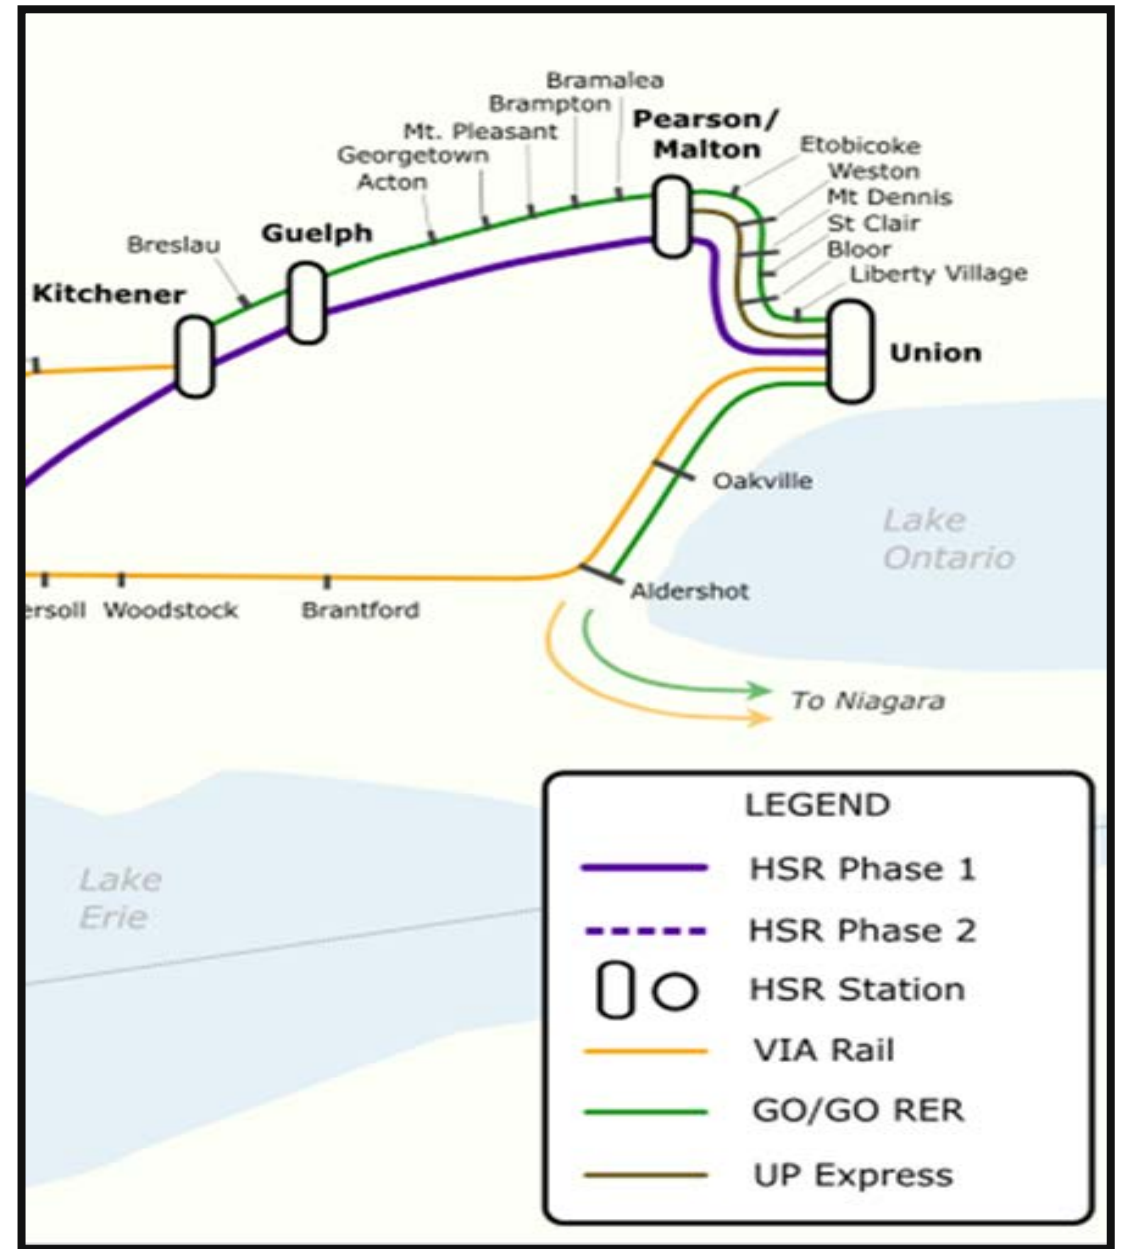 Bramalea
Brampton
Mt. Pleasant
Georgetown
Acton
Pearson/
Malton
Etobicoke
Weston
Mt Dennis
St Clair
Bloor
Liberty Village
Breslau
Guelph
Kitchener
Union
Oakville
Lake
Ontario
Aldershot
ersoll Woodstock Brantford
To Niagara
Lake
Erie
LEGEND
HSR Phase 1
HSR Phase 2
HSR Station
VIA Rail
GO/GO RER
UP Express